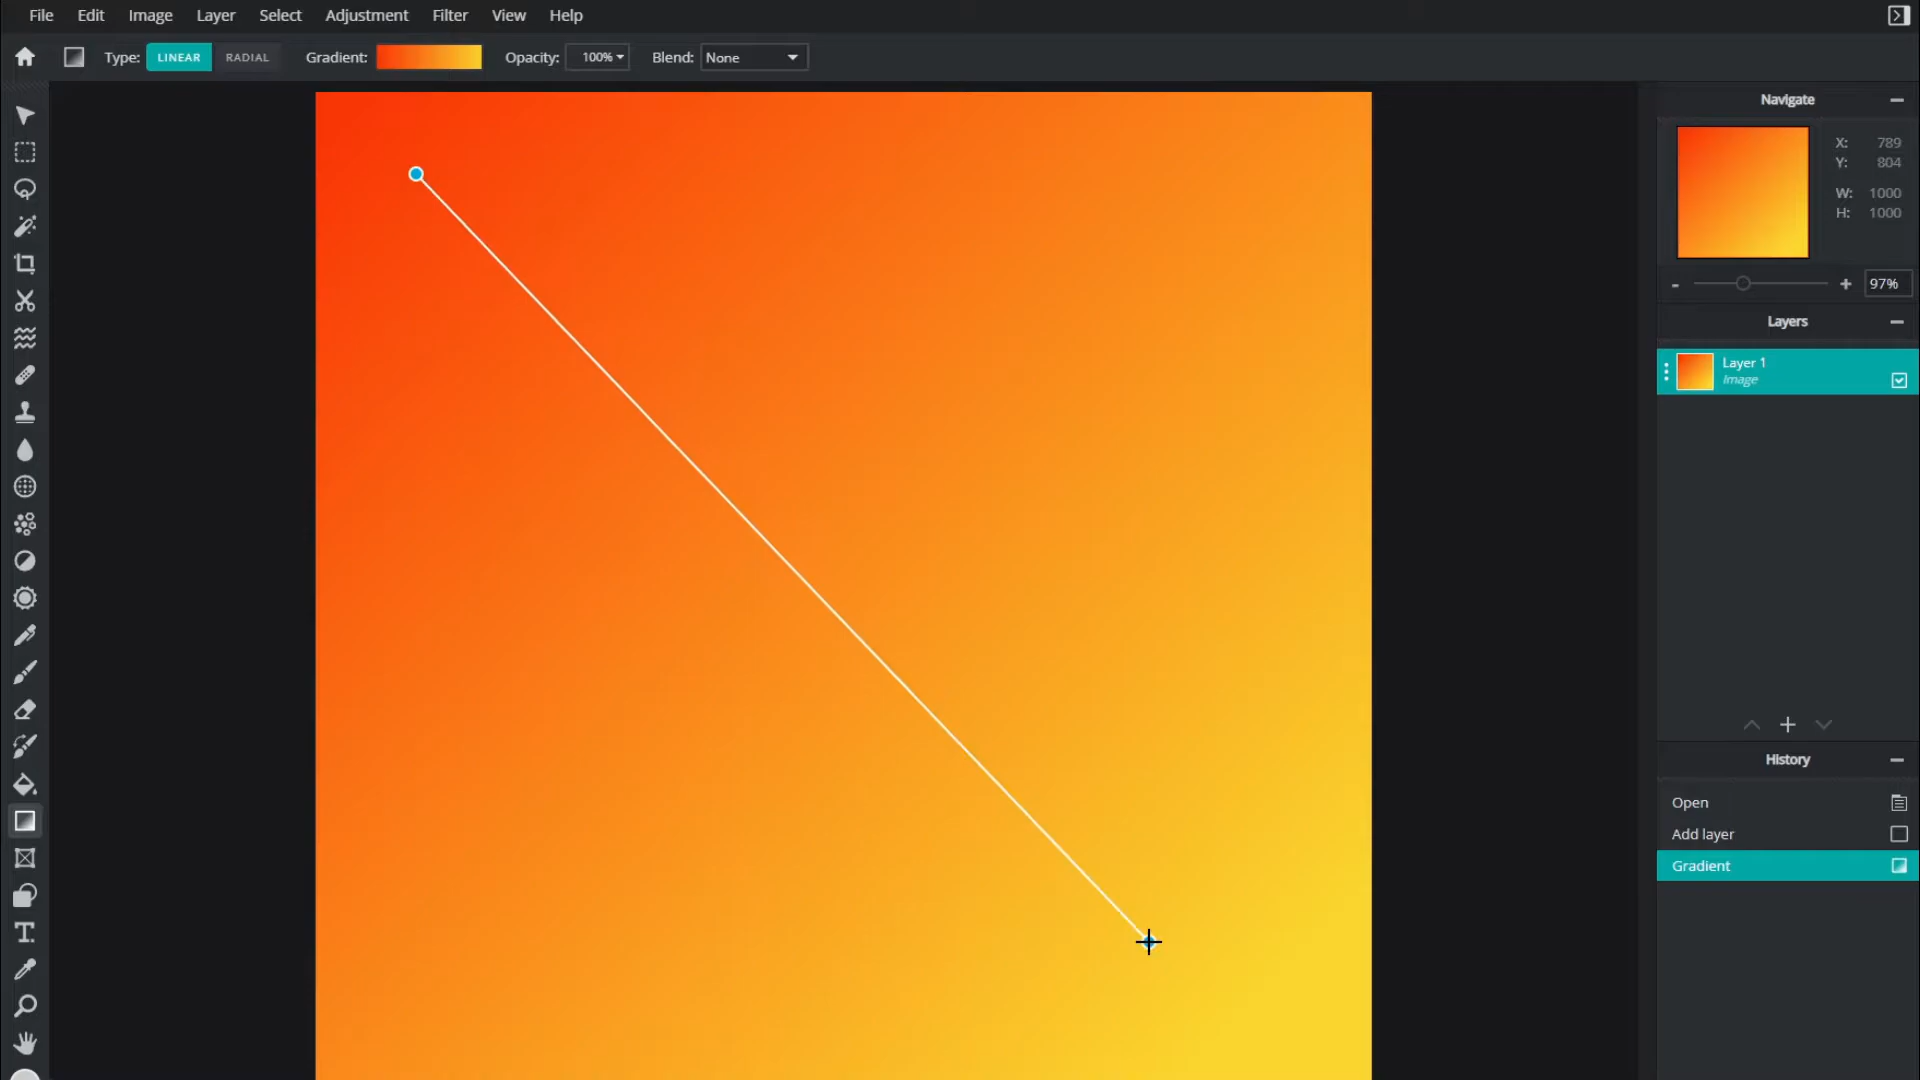 File Edit Image Layer Select Adjustment Filter View Help
Type: LINEAR RADIAL Gradient: Opacity: 100% Blend: None
Navigate
X: 789
Y: 804
W: 1000
H: 1000
- + 97%
Layers
Layer 1
Image
History
Open
Add layer
Gradient